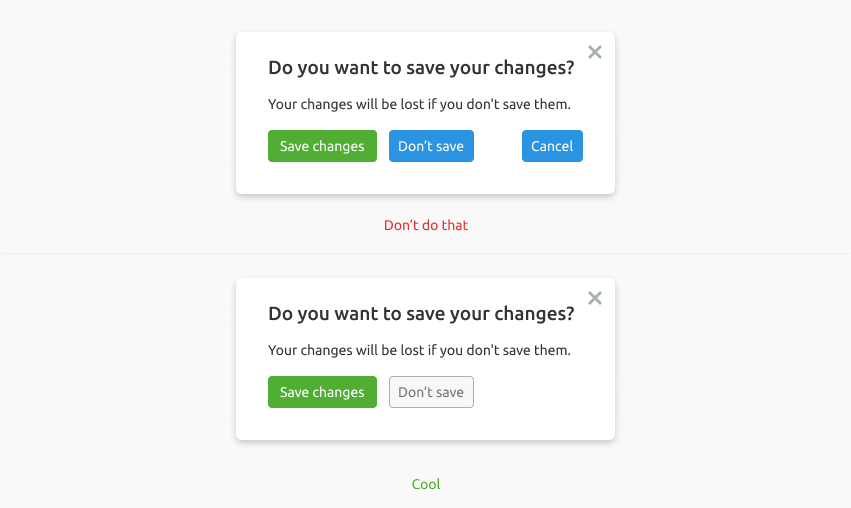 Do you want to save your changes?
Your changes will be lost if you don't save them.
Save changes Don’t save Cancel
Don’t do that
Do you want to save your changes?
Your changes will be lost if you don't save them.
Save changes Don’t save
Cool